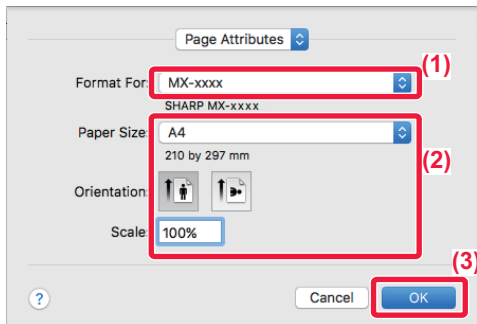 Page Attributes
(1)
Format For: MX-xxxx
SHARP MX-xxxx
Paper Size: A4
210 by 297 mm
(2)
Orientation:
Scale: 100%
(3)
? Cancel OK